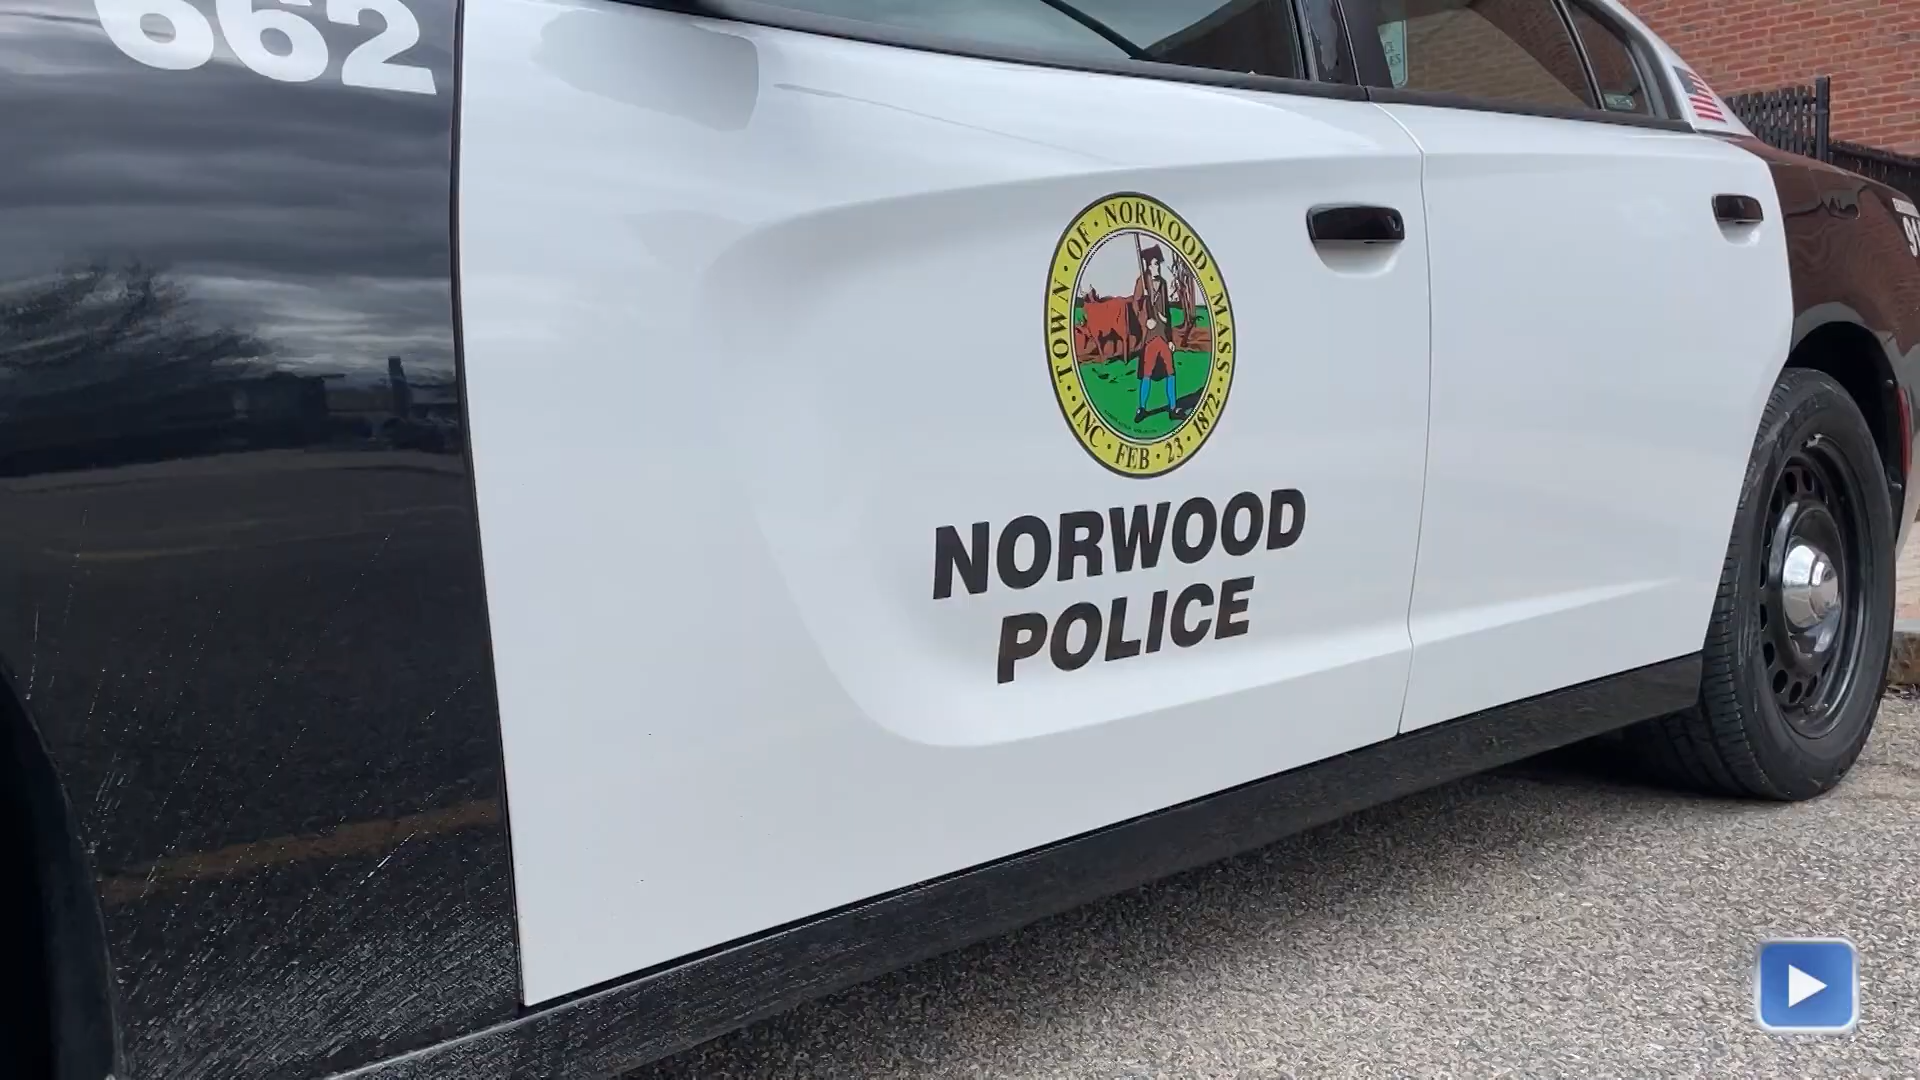 662
TOWN · OF · NORWOOD · MASS.
INC · FEB · 23 · 1872
NORWOOD
POLICE